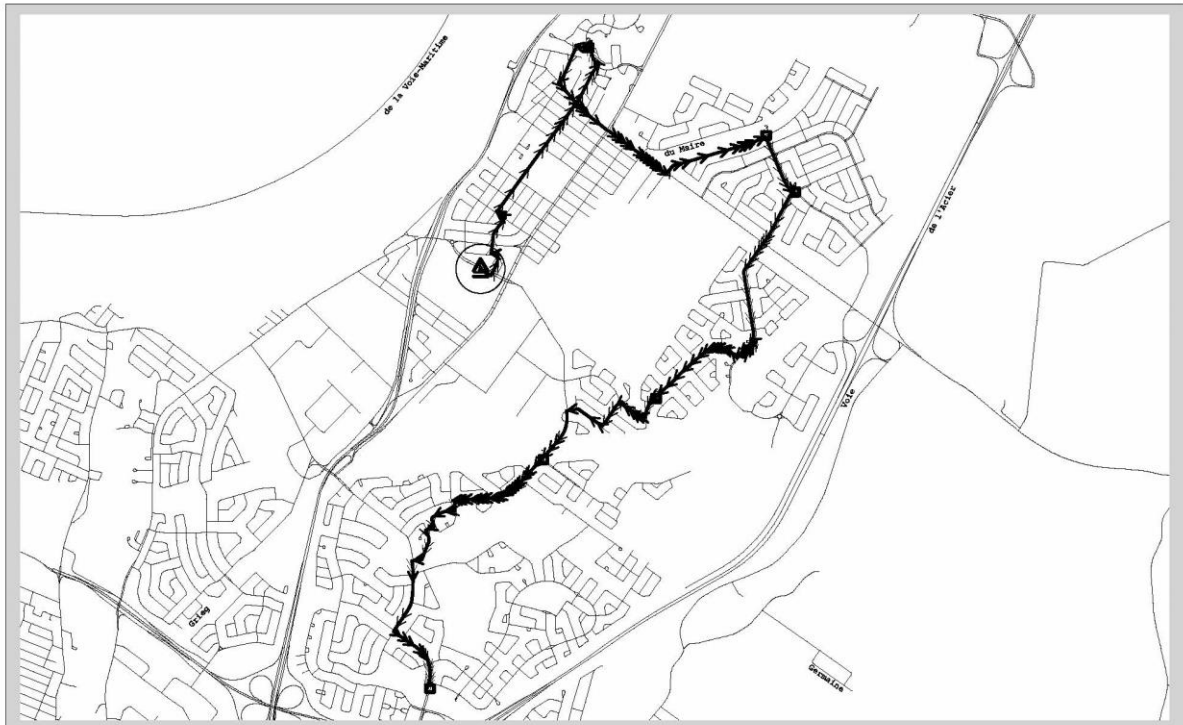 de la Voie-Maritime
du Maire
de l'Acier
Voie
Grieg
Germaine